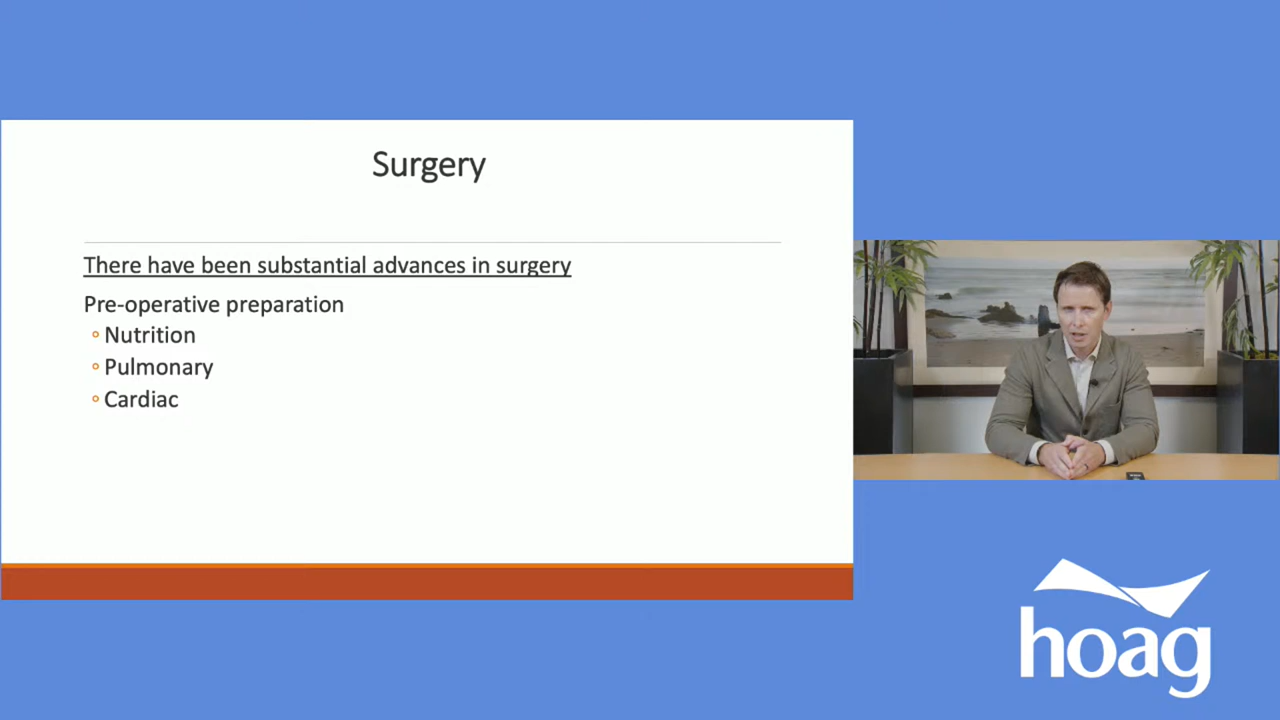 Surgery
There have been substantial advances in surgery
Pre-operative preparation
Nutrition
Pulmonary
Cardiac
hoag